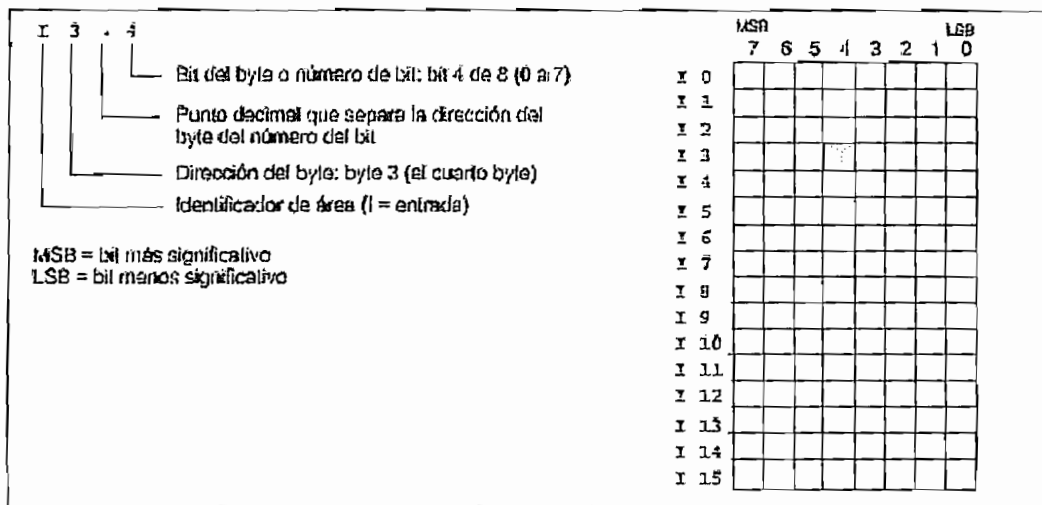 I 3 . 4
Bit del byte o número de bit: bit 4 de 8 (0 a 7)
Punto decimal que separa la dirección del
byte del número del bit
Dirección del byte: byte 3 (el cuarto byte)
Identificador de área (I = entrada)
MSB = bit más significativo
LSB = bit menos significativo
MSB LSB
7 6 5 4 3 2 1 0
I 0
I 1
I 2
I 3
I 4
I 5
I 6
I 7
I 8
I 9
I 10
I 11
I 12
I 13
I 14
I 15